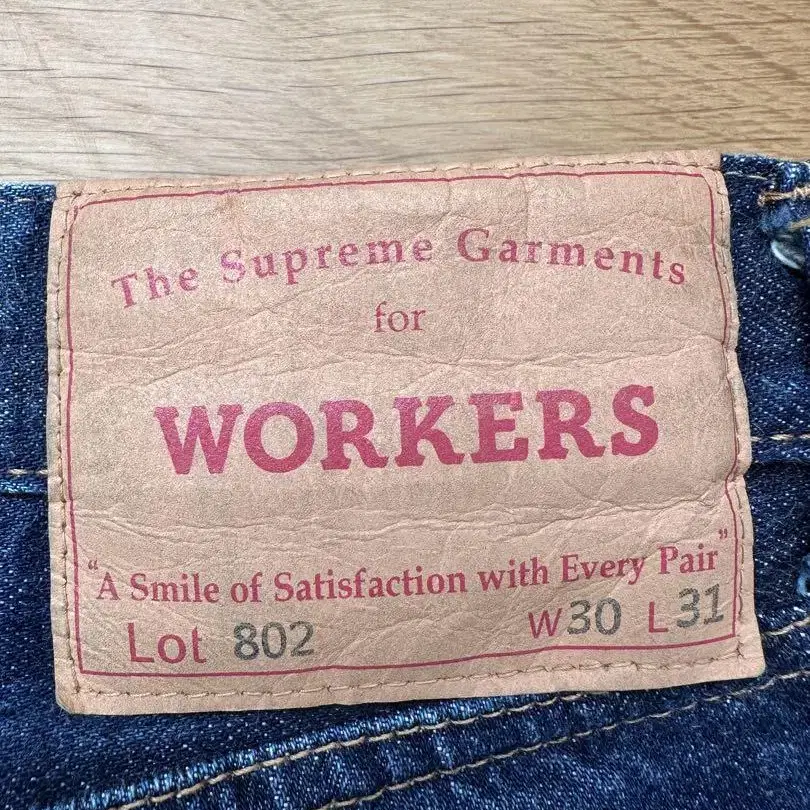 The Supreme Garments
for
WORKERS
“A Smile of Satisfaction with Every Pair”
Lot 802 W30 L31